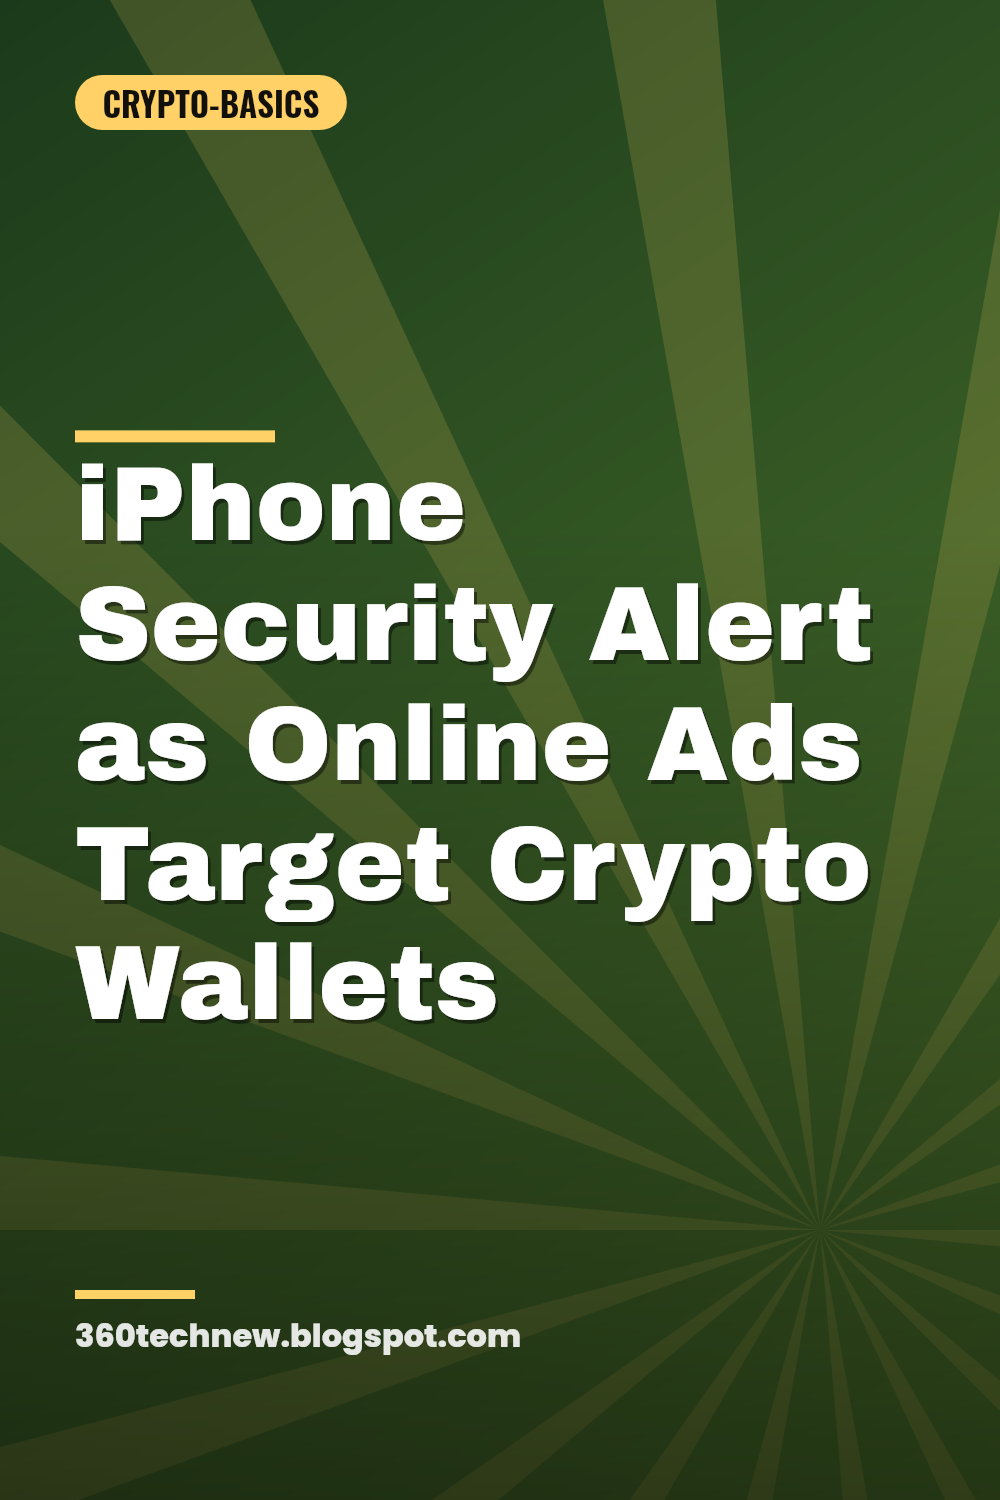 CRYPTO-BASICS
iPhone
Security Alert
as Online Ads
Target Crypto
Wallets
360technew.blogspot.com